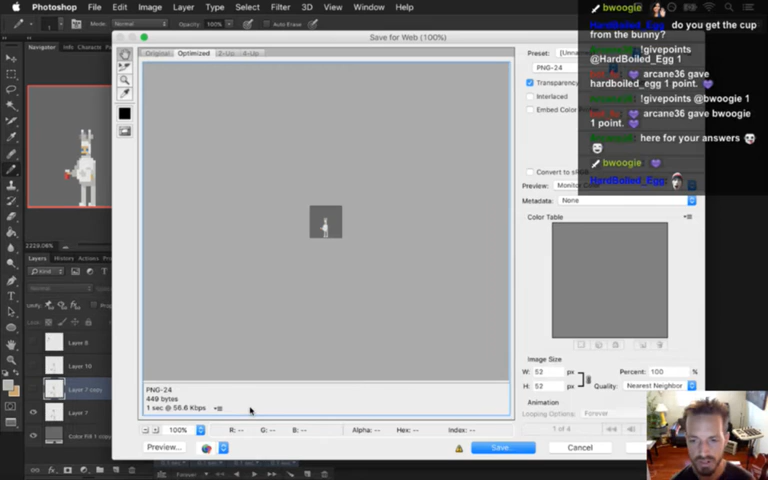 Photoshop File Edit Image Layer Type Select Filter 3D View Window Help
bwoogie
HardBoiled_Egg: do you get the cup
from the bunny?
!givepoints
@HardBoiled_Egg 1
arcane36 gave
hardboiled_egg 1 point.
!givepoints @bwoogie 1
arcane36 gave bwoogie
1 point.
here for your answers
bwoogie
HardBoiled_Egg:
Mode: Normal
Opacity: 200%
Auto Erase
Save for Web (100%)
Original Optimized 2-Up 4-Up
Preset:
PNG-24
Transparency
Interlaced
Embed Color
Convert to
Preview: Monitor
Metadata: None
Color Table
Navigator
Layers History Actions
Kind
Layer 8
Layer 10
Layer 7 copy
Layer 7
Color Fill 1
PNG-24
449 bytes
1 sec @ 56.6 Kbps
Image Size
W: 52 px
H: 52 px
Percent: 100 %
Quality: Nearest Neighbor
Animation
Looping Options: Forever
1 of 4
100%
R: -- G: -- B: -- Alpha: -- Hex: -- Index: --
Preview...
Save...
Cancel
Forever